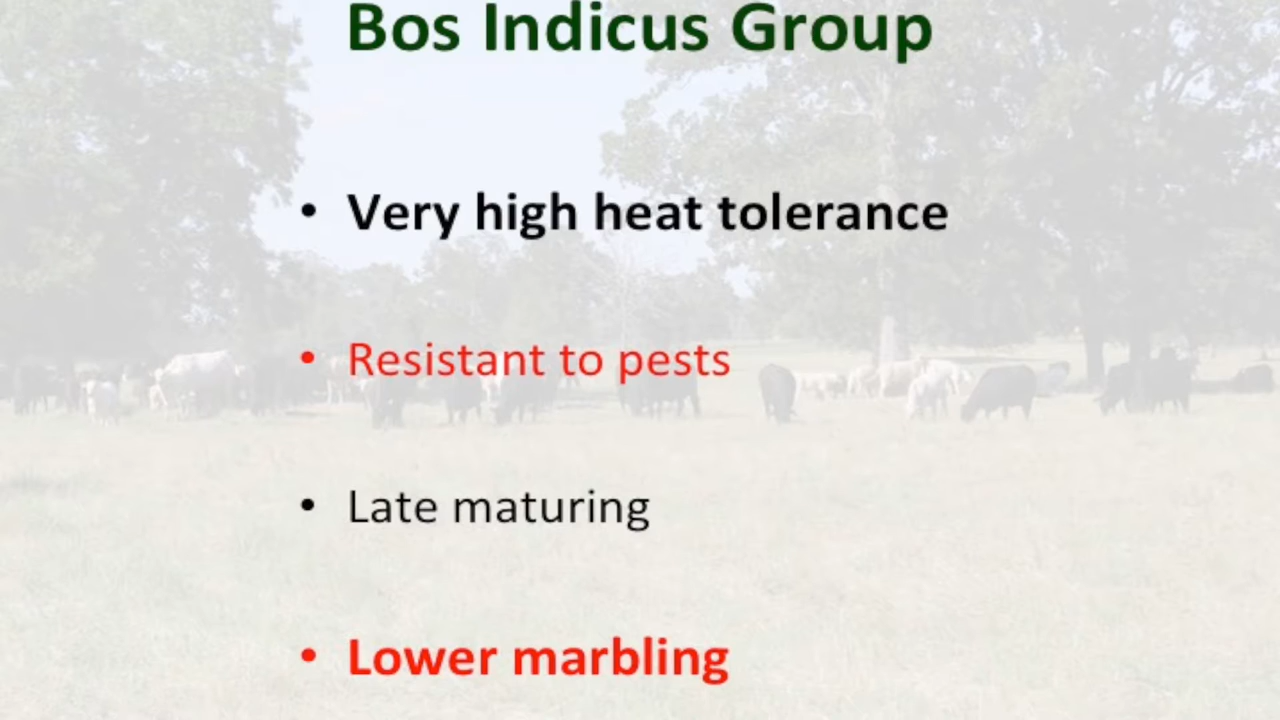 Bos Indicus Group
• Very high heat tolerance
• Resistant to pests
• Late maturing
• Lower marbling